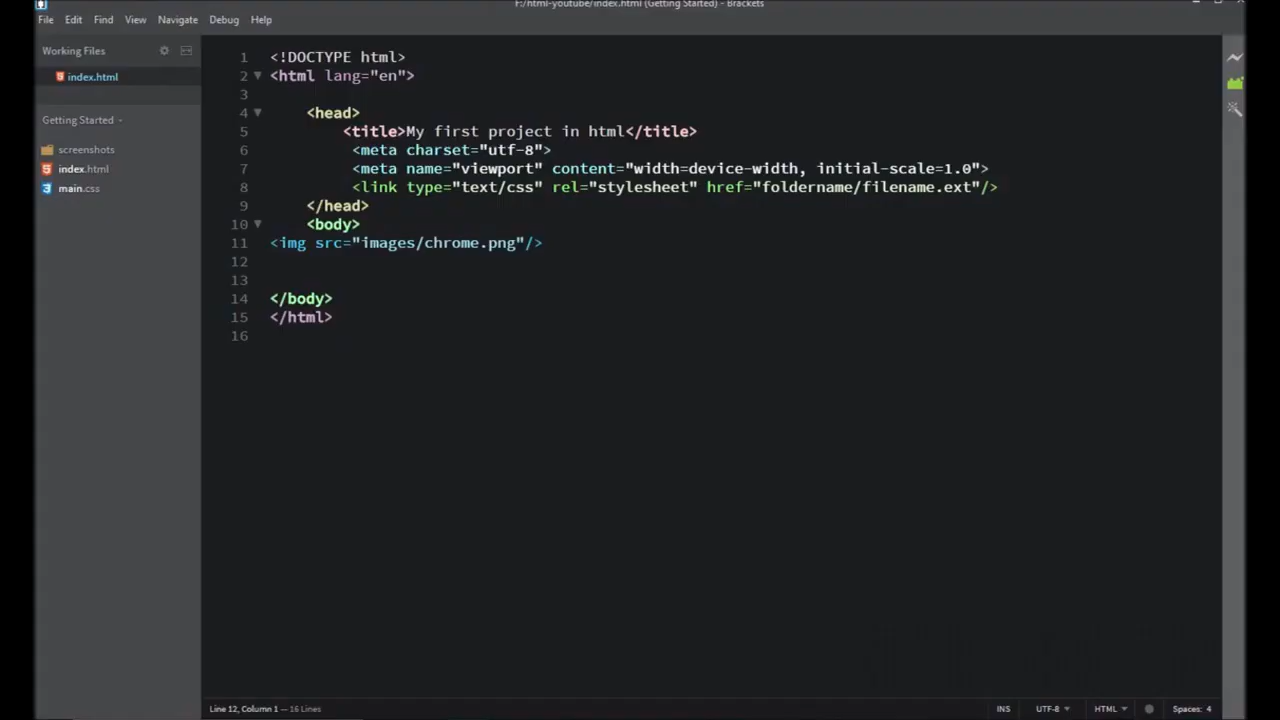 F:/html-youtube/index.html (Getting Started) - Brackets
File Edit Find View Navigate Debug Help
Working Files
index.html
Getting Started
screenshots
index.html
main.css
1 <!DOCTYPE html>
2 <html lang="en">
3
4 <head>
5 <title>My first project in html</title>
6 <meta charset="utf-8">
7 <meta name="viewport" content="width=device-width, initial-scale=1.0">
8 <link type="text/css" rel="stylesheet" href="foldername/filename.ext"/>
9 </head>
10 <body>
11 <img src="images/chrome.png"/>
12
13
14 </body>
15 </html>
16
Line 12, Column 1 — 16 Lines
INS UTF-8 HTML Spaces: 4